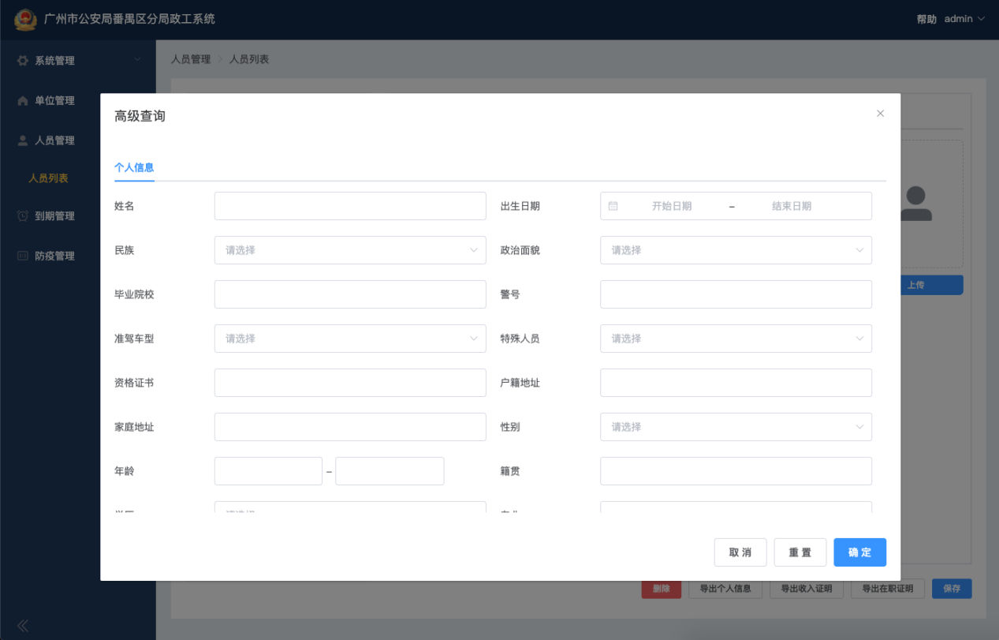 广州市公安局番禺区分局政工系统
帮助 admin
系统管理
人员管理 > 人员列表
单位管理
人员管理
人员列表
到期管理
防疫管理
高级查询
个人信息
姓名
出生日期 开始日期 – 结束日期
民族 请选择
政治面貌 请选择
毕业院校
警号
准驾车型 请选择
特殊人员 请选择
资格证书
户籍地址
家庭地址
性别 请选择
年龄 –
籍贯
上传
取消 重置 确定
删除 导出个人信息 导出收入证明 导出在职证明 保存